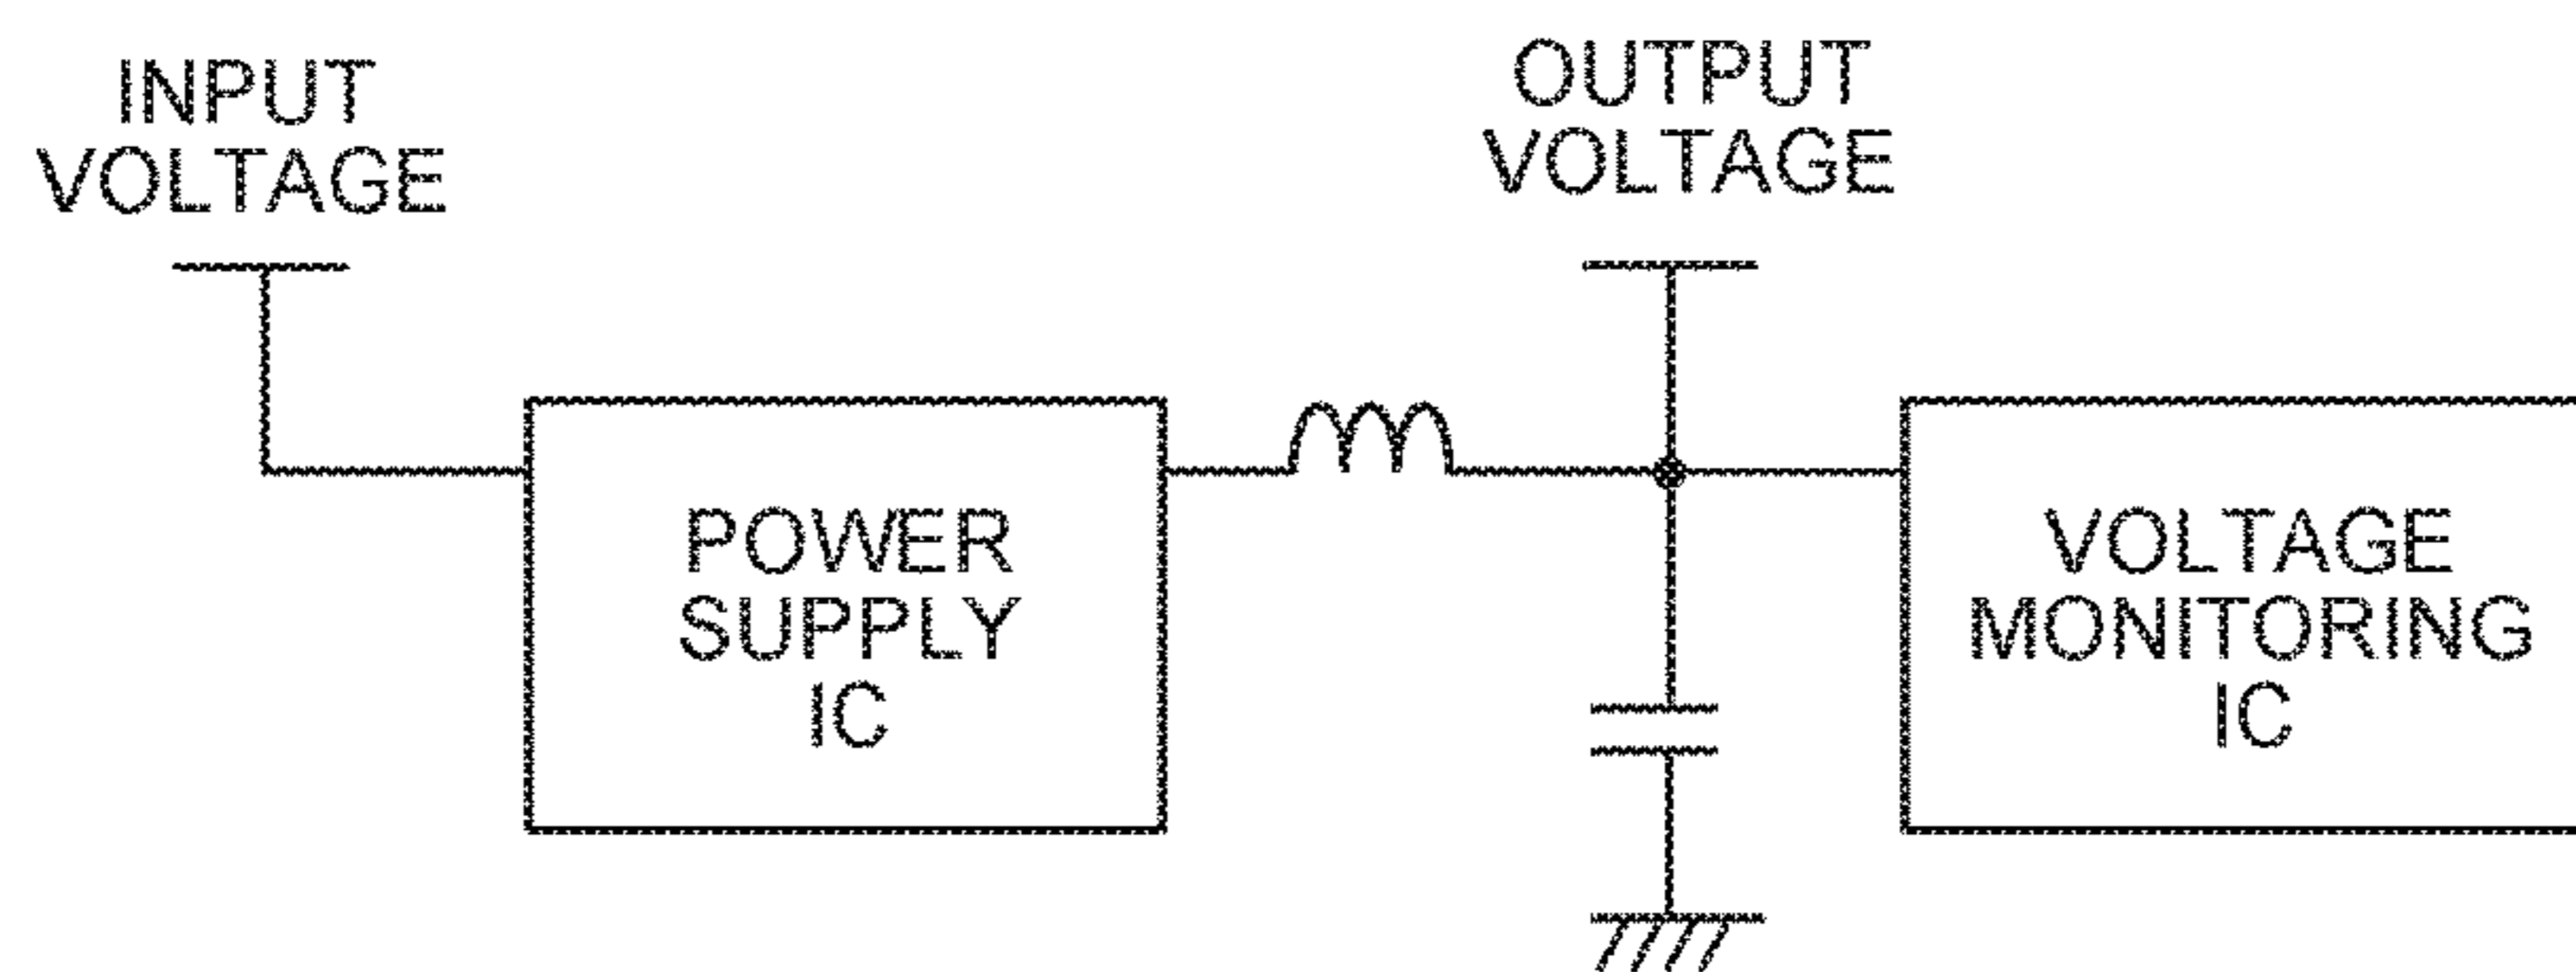 INPUT
VOLTAGE
OUTPUT
VOLTAGE
POWER
SUPPLY
IC
VOLTAGE
MONITORING
IC